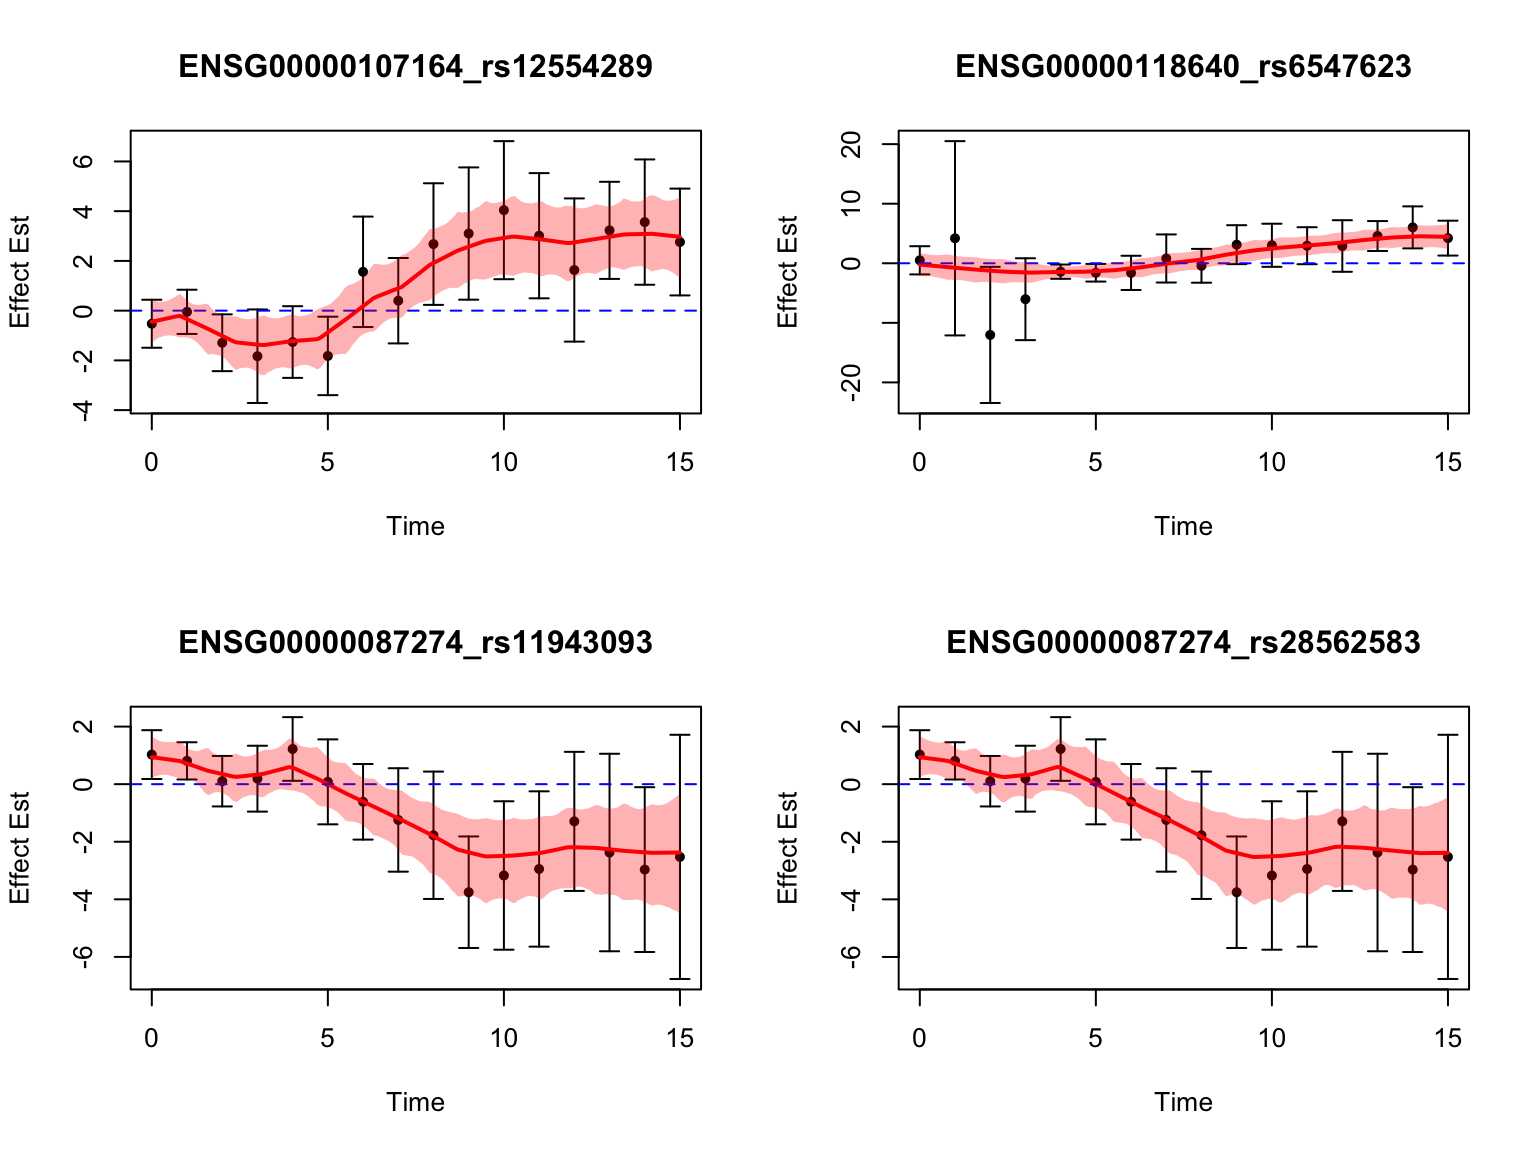 ENSG00000107164_rs12554289
Effect Est
6
4
2
0
-2
-4
0 5 10 15
Time
ENSG00000118640_rs6547623
Effect Est
20
10
0
-20
0 5 10 15
Time
ENSG00000087274_rs11943093
Effect Est
2
0
-2
-4
-6
0 5 10 15
Time
ENSG00000087274_rs28562583
Effect Est
2
0
-2
-4
-6
0 5 10 15
Time